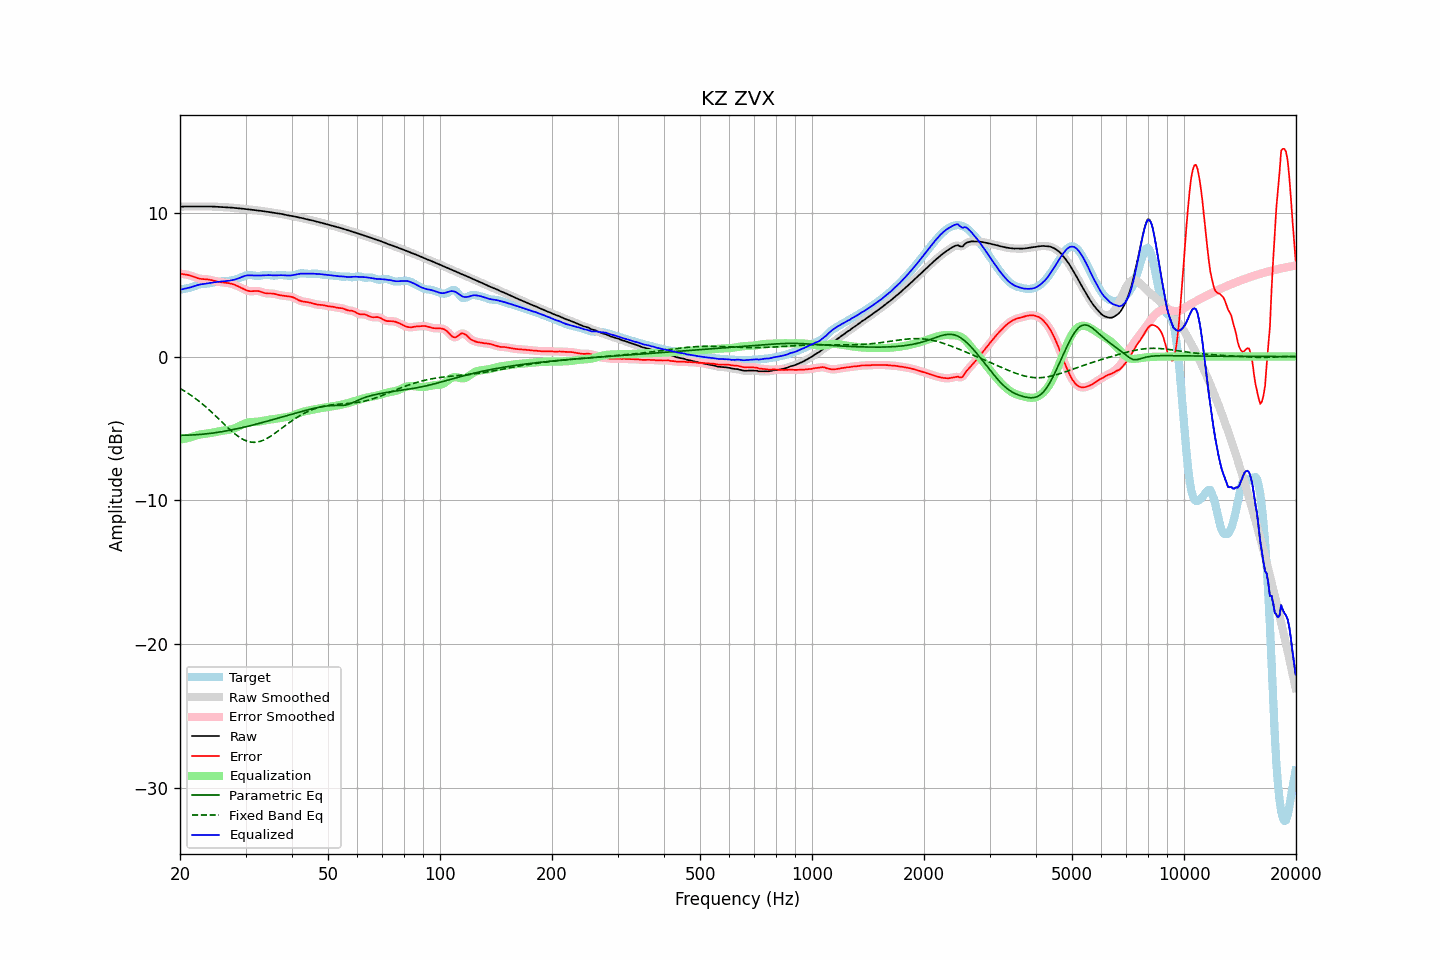 KZ ZVX
Amplitude (dBr)
10
0
−10
−20
−30
Target
Raw Smoothed
Error Smoothed
Raw
Error
Equalization
Parametric Eq
Fixed Band Eq
Equalized
20 50 100 200 500 1000 2000 5000 10000 20000
Frequency (Hz)